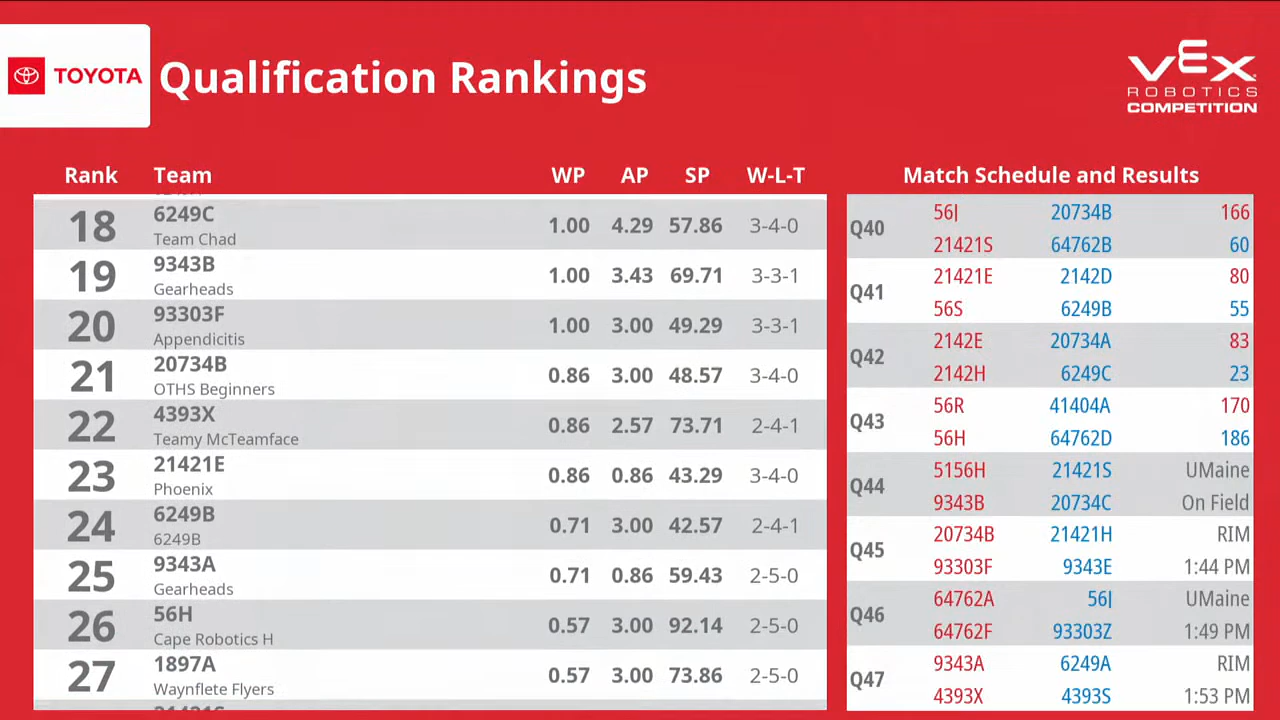 TOYOTA
Qualification Rankings
VEX
ROBOTICS
COMPETITION
Rank Team WP AP SP W-L-T
18 6249C 1.00 4.29 57.86 3-4-0
Team Chad
19 9343B 1.00 3.43 69.71 3-3-1
Gearheads
20 93303F 1.00 3.00 49.29 3-3-1
Appendicitis
21 20734B 0.86 3.00 48.57 3-4-0
OTHS Beginners
22 4393X 0.86 2.57 73.71 2-4-1
Teamy McTeamface
23 21421E 0.86 0.86 43.29 3-4-0
Phoenix
24 6249B 0.71 3.00 42.57 2-4-1
6249B
25 9343A 0.71 0.86 59.43 2-5-0
Gearheads
26 56H 0.57 3.00 92.14 2-5-0
Cape Robotics H
27 1897A 0.57 3.00 73.86 2-5-0
Waynflete Flyers
Match Schedule and Results
Q40 56J 20734B 166
21421S 64762B 60
Q41 21421E 2142D 80
56S 6249B 55
Q42 2142E 20734A 83
2142H 6249C 23
Q43 56R 41404A 170
56H 64762D 186
Q44 5156H 21421S UMaine
9343B 20734C On Field
Q45 20734B 21421H RIM
93303F 9343E 1:44 PM
Q46 64762A 56J UMaine
64762F 93303Z 1:49 PM
Q47 9343A 6249A RIM
4393X 4393S 1:53 PM